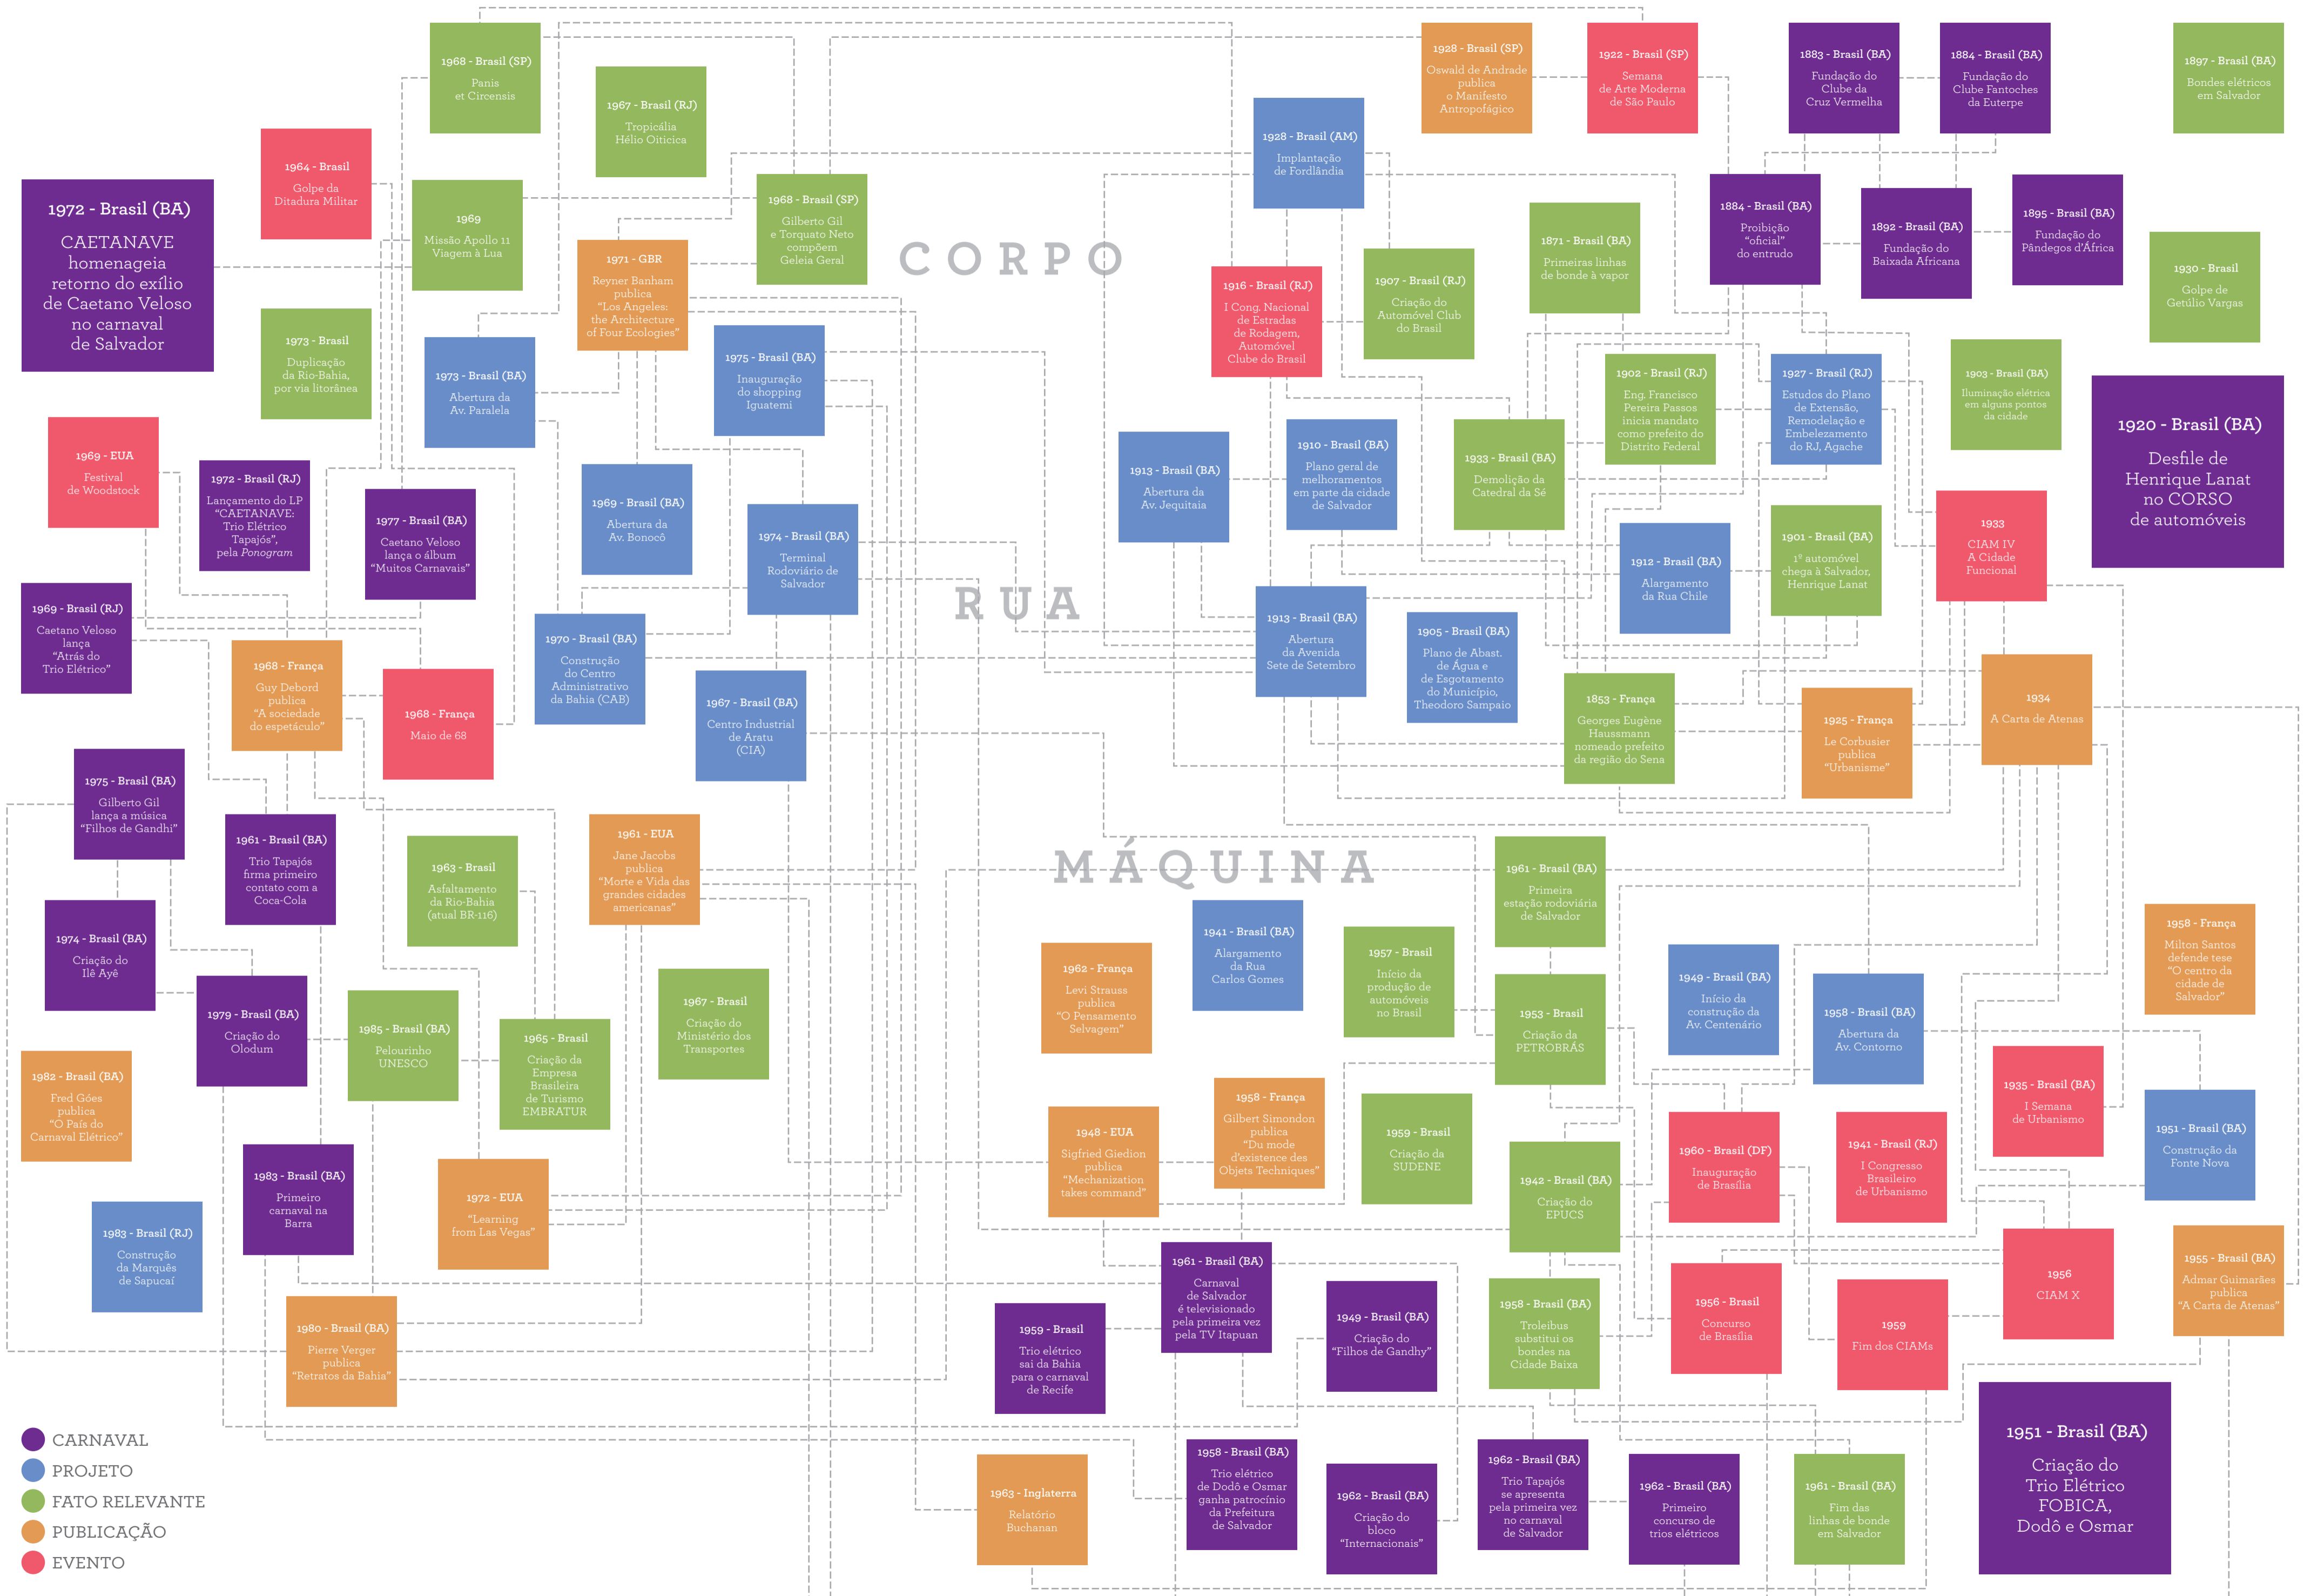 1968 - Brasil (SP)
Panis
et Circensis
1928 - Brasil (SP)
Oswald de Andrade
publica
o Manifesto
Antropofágico
1922 - Brasil (SP)
Semana
de Arte Moderna
de São Paulo
1883 - Brasil (BA)
Fundação do
Clube da
Cruz Vermelha
1884 - Brasil (BA)
Fundação do
Clube Fantoches
da Euterpe
1897 - Brasil (BA)
Bondes elétricos
em Salvador
1967 - Brasil (RJ)
Tropicália
Hélio Oiticica
1928 - Brasil (AM)
Implantação
de Fordlândia
1964 - Brasil
Golpe da
Ditadura Militar
1972 - Brasil (BA)
CAETANAVE
homenageia
retorno do exílio
de Caetano Veloso
no carnaval
de Salvador
1969
Missão Apollo 11
Viagem à Lua
1968 - Brasil (SP)
Gilberto Gil
e Torquato Neto
compõem
Geleia Geral
1884 - Brasil (BA)
Proibição
“oficial”
do entrudo
1892 - Brasil (BA)
Fundação do
Baixada Africana
1895 - Brasil (BA)
Fundação do
Pândegos d’África
1871 - Brasil (BA)
Primeiras linhas
de bonde à vapor
1930 - Brasil
Golpe de
Getúlio Vargas
CORPO
1971 - GBR
Reyner Banham
publica
“Los Angeles:
the Architecture
of Four Ecologies”
1916 - Brasil (RJ)
I Cong. Nacional
de Estradas
de Rodagem,
Automóvel
Clube do Brasil
1907 - Brasil (RJ)
Criação do
Automóvel Club
do Brasil
1973 - Brasil
Duplicação
da Rio-Bahia,
por via litorânea
1973 - Brasil (BA)
Abertura da
Av. Paralela
1975 - Brasil (BA)
Inauguração
do shopping
Iguatemi
1902 - Brasil (RJ)
Eng. Francisco
Pereira Passos
inicia mandato
como prefeito do
Distrito Federal
1927 - Brasil (RJ)
Estudos do Plano
de Extensão,
Remodelação e
Embelezamento
do RJ, Agache
1903 - Brasil (BA)
Iluminação elétrica
em alguns pontos
da cidade
1920 - Brasil (BA)
Desfile de
Henrique Lanat
no CORSO
de automóveis
1969 - EUA
Festival
de Woodstock
1972 - Brasil (RJ)
Lançamento do LP
“CAETANAVE:
Trio Elétrico
Tapajós”,
pela Ponogram
1977 - Brasil (BA)
Caetano Veloso
lança o álbum
“Muitos Carnavais”
1969 - Brasil (BA)
Abertura da
Av. Bonocô
1974 - Brasil (BA)
Terminal
Rodoviário de
Salvador
1913 - Brasil (BA)
Abertura da
Av. Jequitaia
1910 - Brasil (BA)
Plano geral de
melhoramentos
em parte da cidade
de Salvador
1933 - Brasil (BA)
Demolição da
Catedral da Sé
1912 - Brasil (BA)
Alargamento
da Rua Chile
1901 - Brasil (BA)
1º automóvel
chega à Salvador,
Henrique Lanat
1933
CIAM IV
A Cidade
Funcional
RUA
1969 - Brasil (RJ)
Caetano Veloso
lança
“Atrás do
Trio Elétrico”
1968 - França
Guy Debord
publica
“A sociedade
do espetáculo”
1968 - França
Maio de 68
1970 - Brasil (BA)
Construção
do Centro
Administrativo
da Bahia (CAB)
1967 - Brasil (BA)
Centro Industrial
de Aratu
(CIA)
1913 - Brasil (BA)
Abertura
da Avenida
Sete de Setembro
1905 - Brasil (BA)
Plano de Abast.
de Água e
de Esgotamento
do Município,
Theodoro Sampaio
1853 - França
Georges Eugène
Haussmann
nomeado prefeito
da região do Sena
1925 - França
Le Corbusier
publica
“Urbanisme”
1934
A Carta de Atenas
1975 - Brasil (BA)
Gilberto Gil
lança a música
“Filhos de Gandhi”
1961 - Brasil (BA)
Trio Tapajós
firma primeiro
contato com a
Coca-Cola
1963 - Brasil
Asfaltamento
da Rio-Bahia
(atual BR-116)
1961 - EUA
Jane Jacobs
publica
“Morte e Vida das
grandes cidades
americanas”
MÁQUINA
1961 - Brasil (BA)
Primeira
estação rodoviária
de Salvador
1974 - Brasil (BA)
Criação do
Ilê Ayê
1979 - Brasil (BA)
Criação do
Olodum
1985 - Brasil (BA)
Pelourinho
UNESCO
1965 - Brasil
Criação da
Empresa
Brasileira
de Turismo
EMBRATUR
1967 - Brasil
Criação do
Ministério dos
Transportes
1962 - França
Levi Strauss
publica
“O Pensamento
Selvagem”
1941 - Brasil (BA)
Alargamento
da Rua
Carlos Gomes
1957 - Brasil
Início da
produção de
automóveis
no Brasil
1953 - Brasil
Criação da
PETROBRÁS
1949 - Brasil (BA)
Início da
construção da
Av. Centenário
1958 - Brasil (BA)
Abertura da
Av. Contorno
1958 - França
Milton Santos
defende tese
“O centro da
cidade de
Salvador”
1982 - Brasil (BA)
Fred Góes
publica
“O País do
Carnaval Elétrico”
1983 - Brasil (BA)
Primeiro
carnaval na
Barra
1972 - EUA
“Learning
from Las Vegas”
1948 - EUA
Sigfried Giedion
publica
“Mechanization
takes command”
1958 - França
Gilbert Simondon
publica
“Du mode
d’existence des
Objets Techniques”
1959 - Brasil
Criação da
SUDENE
1942 - Brasil (BA)
Criação do
EPUCS
1960 - Brasil (DF)
Inauguração
de Brasília
1941 - Brasil (RJ)
I Congresso
Brasileiro
de Urbanismo
1935 - Brasil (BA)
I Semana
de Urbanismo
1951 - Brasil (BA)
Construção da
Fonte Nova
1983 - Brasil (RJ)
Construção
da Marquês
de Sapucaí
1980 - Brasil (BA)
Pierre Verger
publica
“Retratos da Bahia”
1959 - Brasil
Trio elétrico
sai da Bahia
para o carnaval
de Recife
1961 - Brasil (BA)
Carnaval
de Salvador
é televisionado
pela primeira vez
pela TV Itapuan
1949 - Brasil (BA)
Criação do
“Filhos de Gandhy”
1958 - Brasil (BA)
Troleibus
substitui os
bondes na
Cidade Baixa
1956 - Brasil
Concurso
de Brasília
1959
Fim dos CIAMs
1956
CIAM X
1955 - Brasil (BA)
Admar Guimarães
publica
“A Carta de Atenas”
CARNAVAL
PROJETO
FATO RELEVANTE
PUBLICAÇÃO
EVENTO
1963 - Inglaterra
Relatório
Buchanan
1958 - Brasil (BA)
Trio elétrico
de Dodô e Osmar
ganha patrocínio
da Prefeitura
de Salvador
1962 - Brasil (BA)
Criação do
bloco
“Internacionais”
1962 - Brasil (BA)
Trio Tapajós
se apresenta
pela primeira vez
no carnaval
de Salvador
1962 - Brasil (BA)
Primeiro
concurso de
trios elétricos
1961 - Brasil (BA)
Fim das
linhas de bonde
em Salvador
1951 - Brasil (BA)
Criação do
Trio Elétrico
FOBICA,
Dodô e Osmar